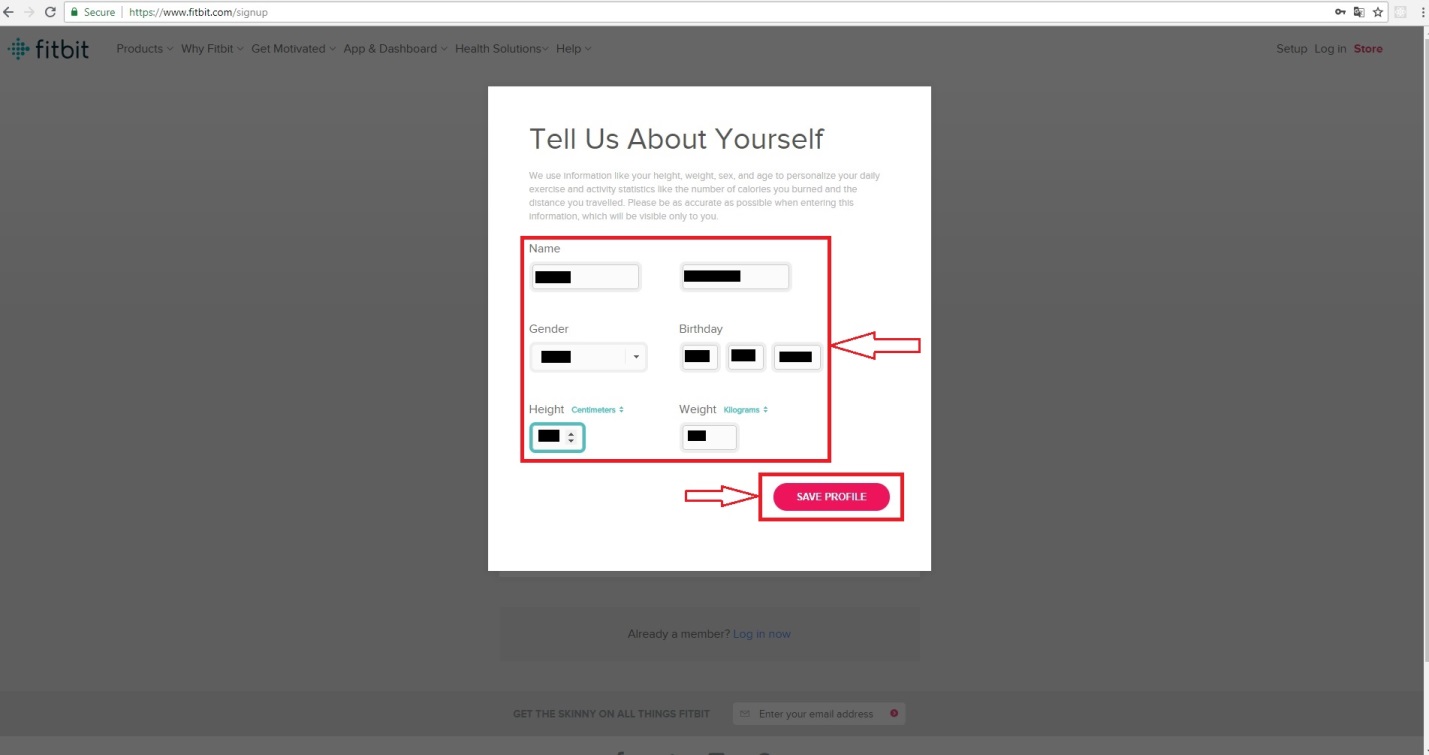 Secure
https://www.fitbit.com/signup
fitbit
Products Why Fitbit Get Motivated App & Dashboard Health Solutions Help
Setup Log in Store
Tell Us About Yourself
We use information like your height, weight, sex, and age to personalize your daily
exercise and activity statistics like the number of calories you burned and the
distance you travelled. Please be as accurate as possible when entering this
information, which will be visible only to you.
Name
Gender Birthday
Height Centimeters Weight Kilograms
SAVE PROFILE
Already a member? Log in now
GET THE SKINNY ON ALL THINGS FITBIT Enter your email address